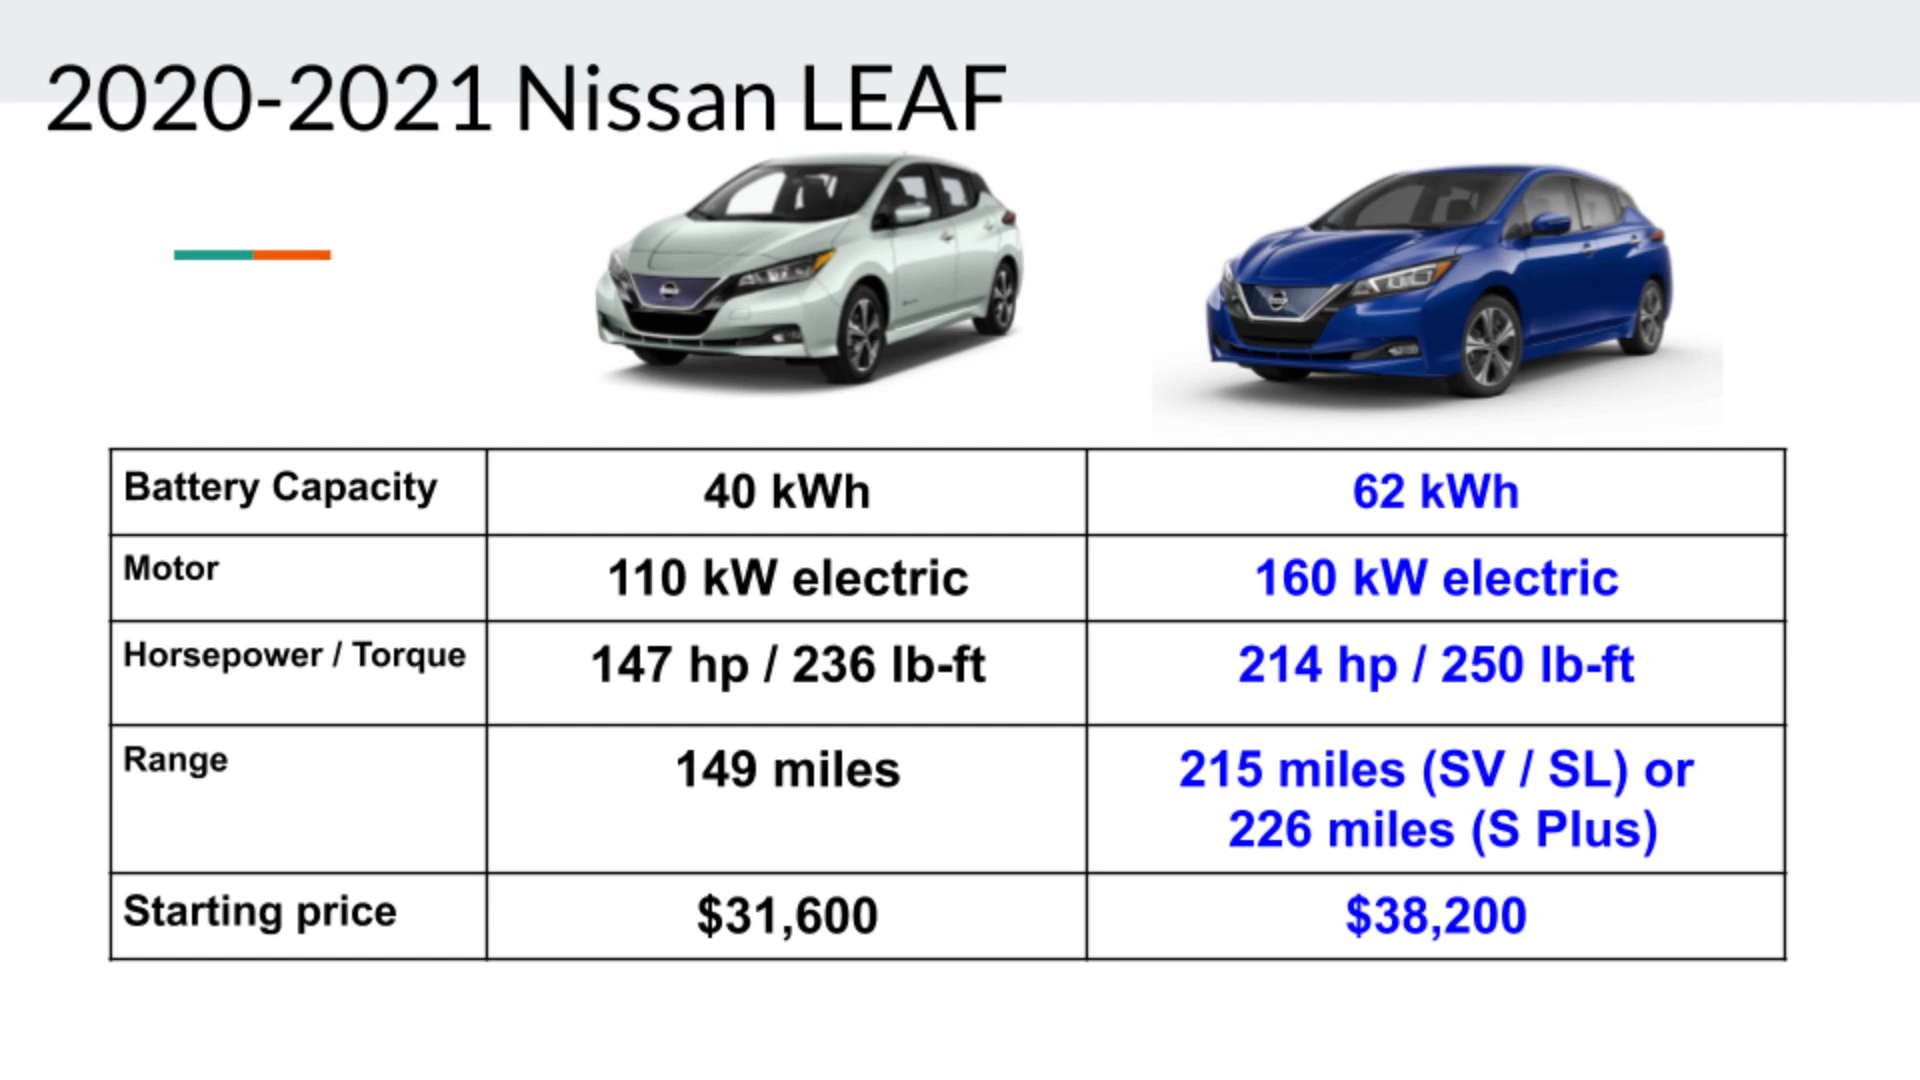 2020-2021 Nissan LEAF
Battery Capacity
40 kWh
62 kWh
Motor
110 kW electric
160 kW electric
Horsepower / Torque
147 hp / 236 lb-ft
214 hp / 250 lb-ft
Range
149 miles
215 miles (SV / SL) or
226 miles (S Plus)
Starting price
$31,600
$38,200